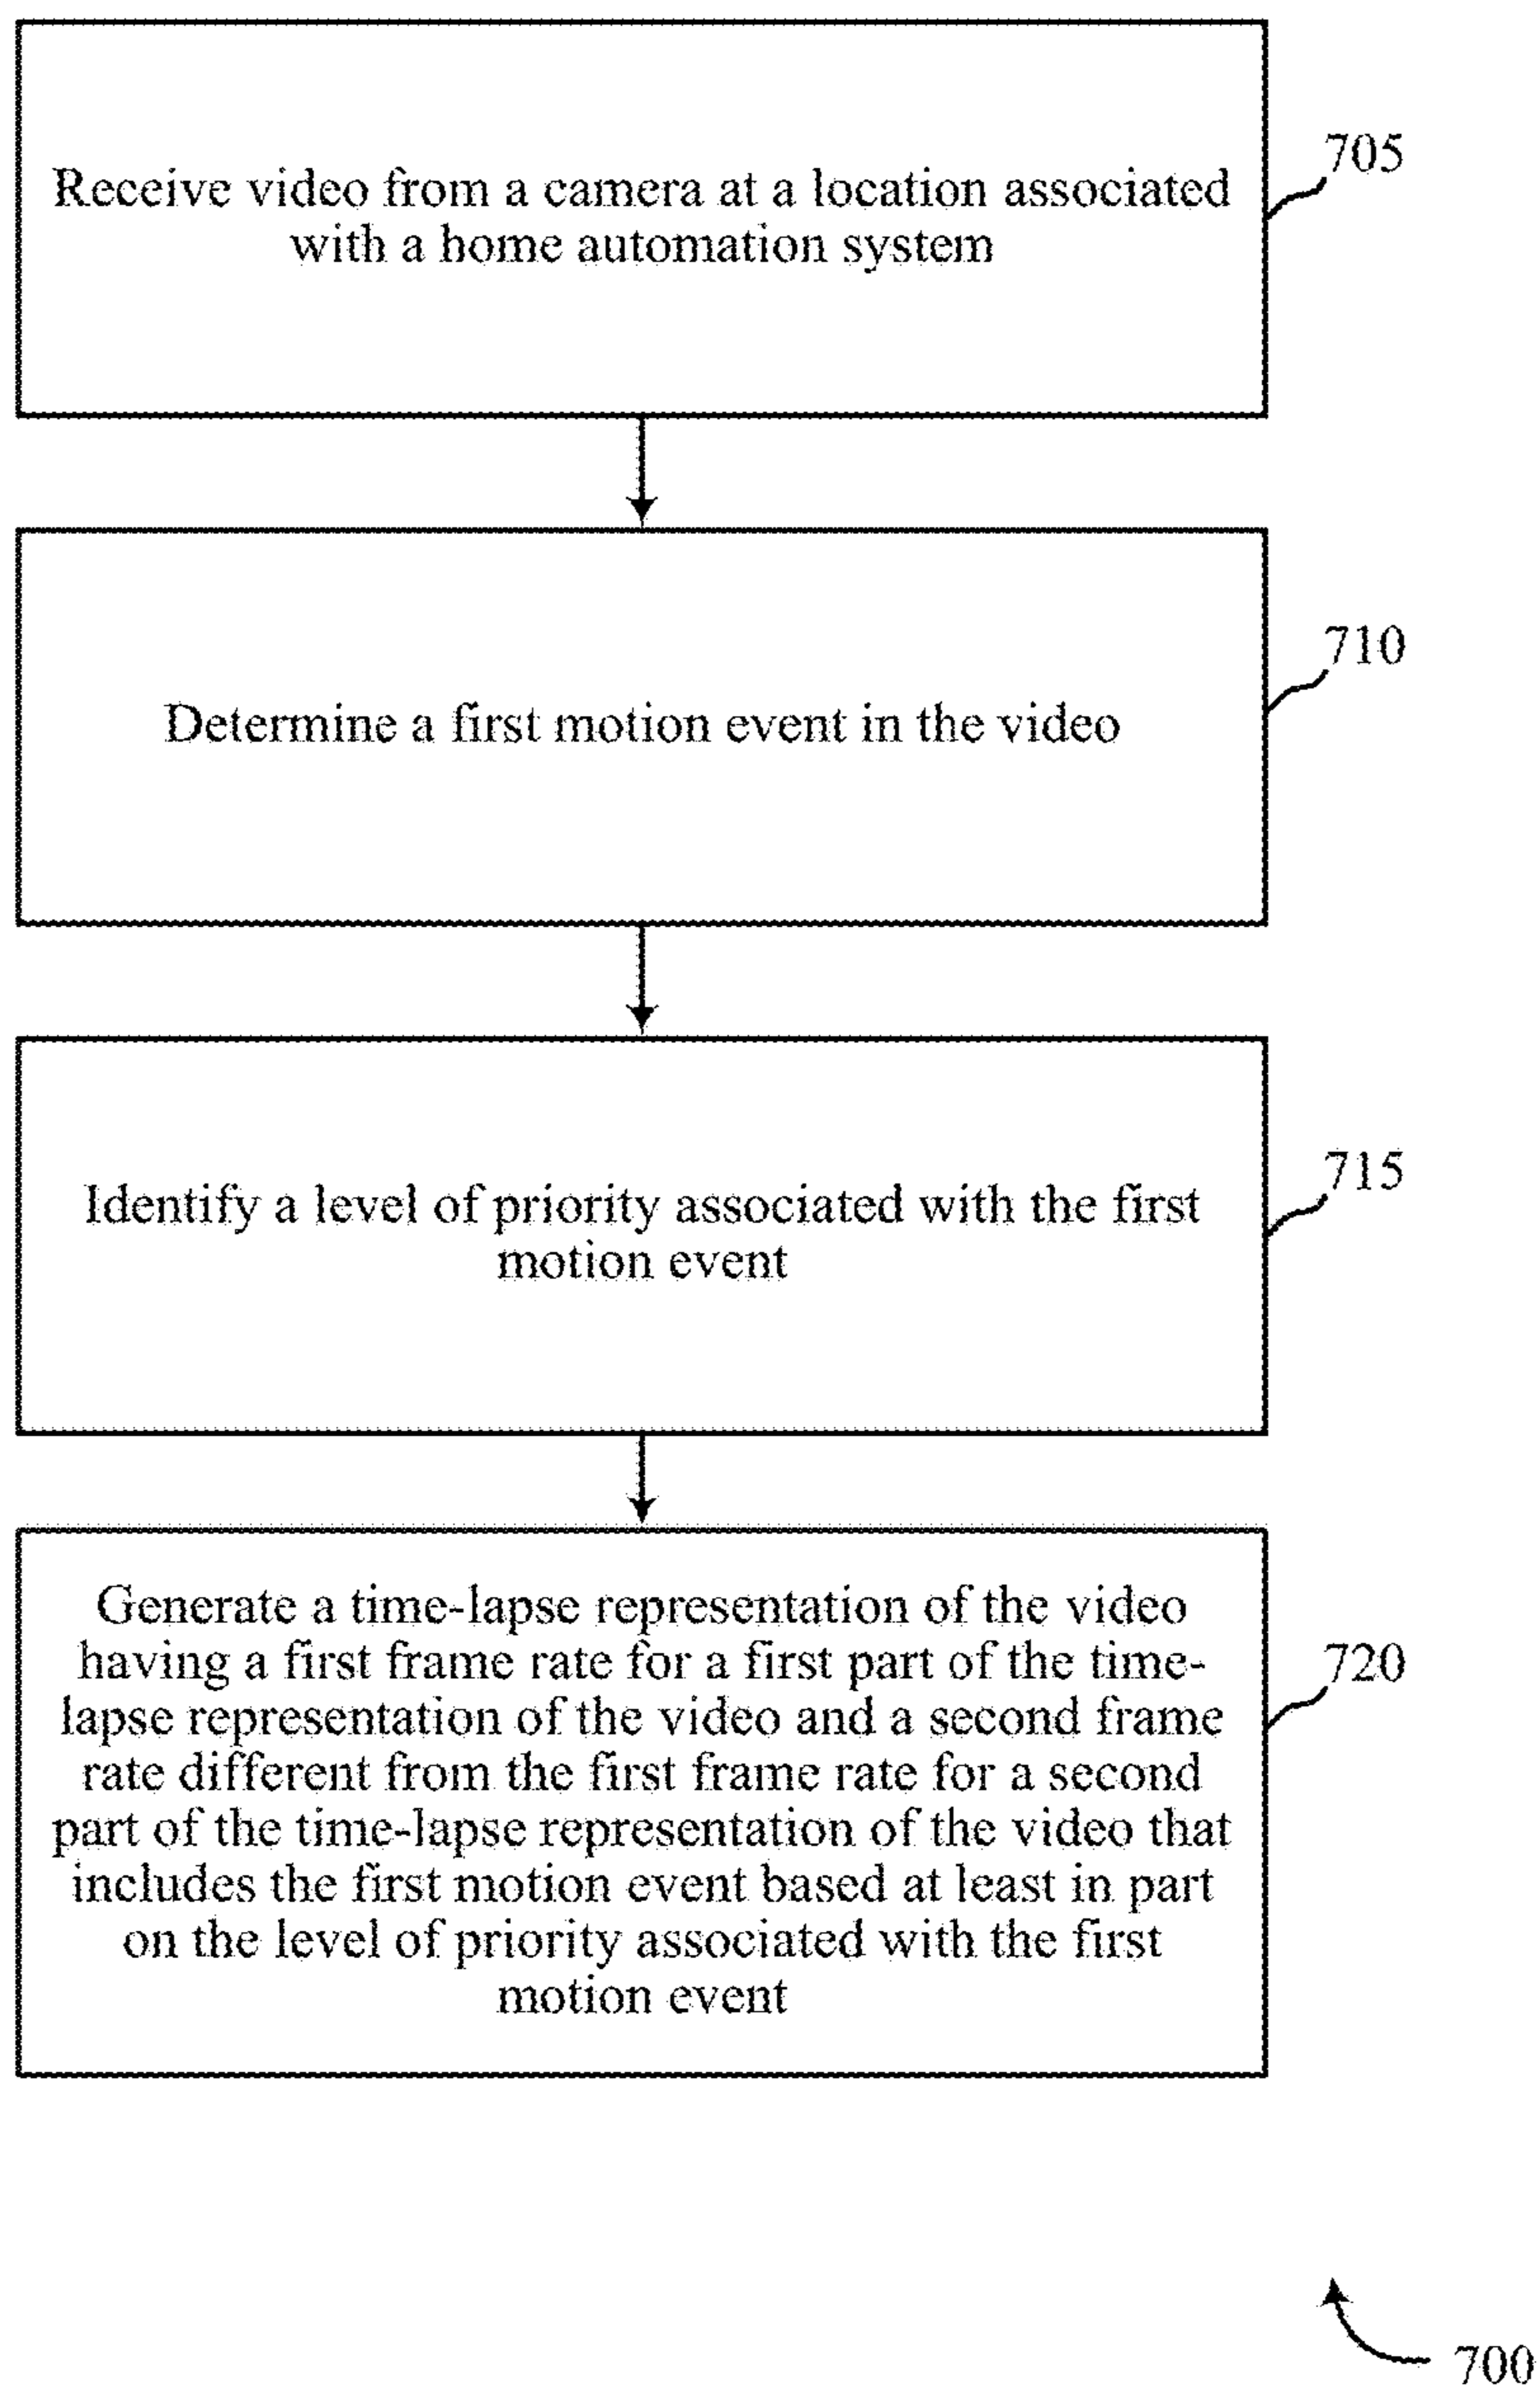 Receive video from a camera at a location associated
with a home automation system
705
Determine a first motion event in the video
710
Identify a level of priority associated with the first
motion event
715
Generate a time-lapse representation of the video
having a first frame rate for a first part of the time-
lapse representation of the video and a second frame
rate different from the first frame rate for a second
part of the time-lapse representation of the video that
includes the first motion event based at least in part
on the level of priority associated with the first
motion event
720
700